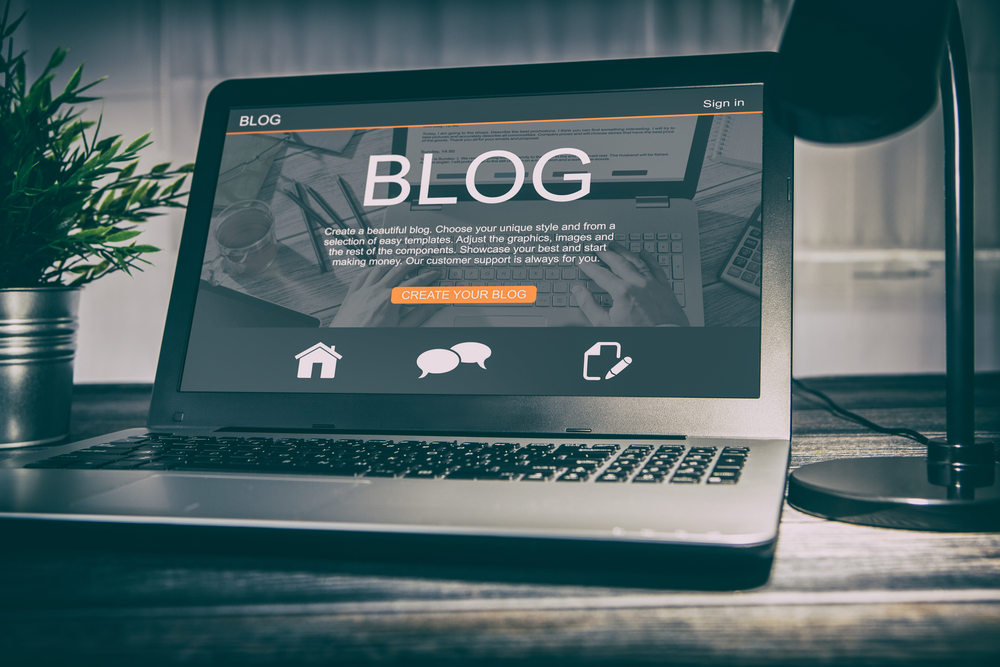 BLOG
Sign in
BLOG
Create a beautiful blog. Choose your unique style and from a
selection of easy templates. Adjust the graphics, images and
the rest of the components. Showcase your best and start
making money. Our customer support is always for you.
CREATE YOUR BLOG